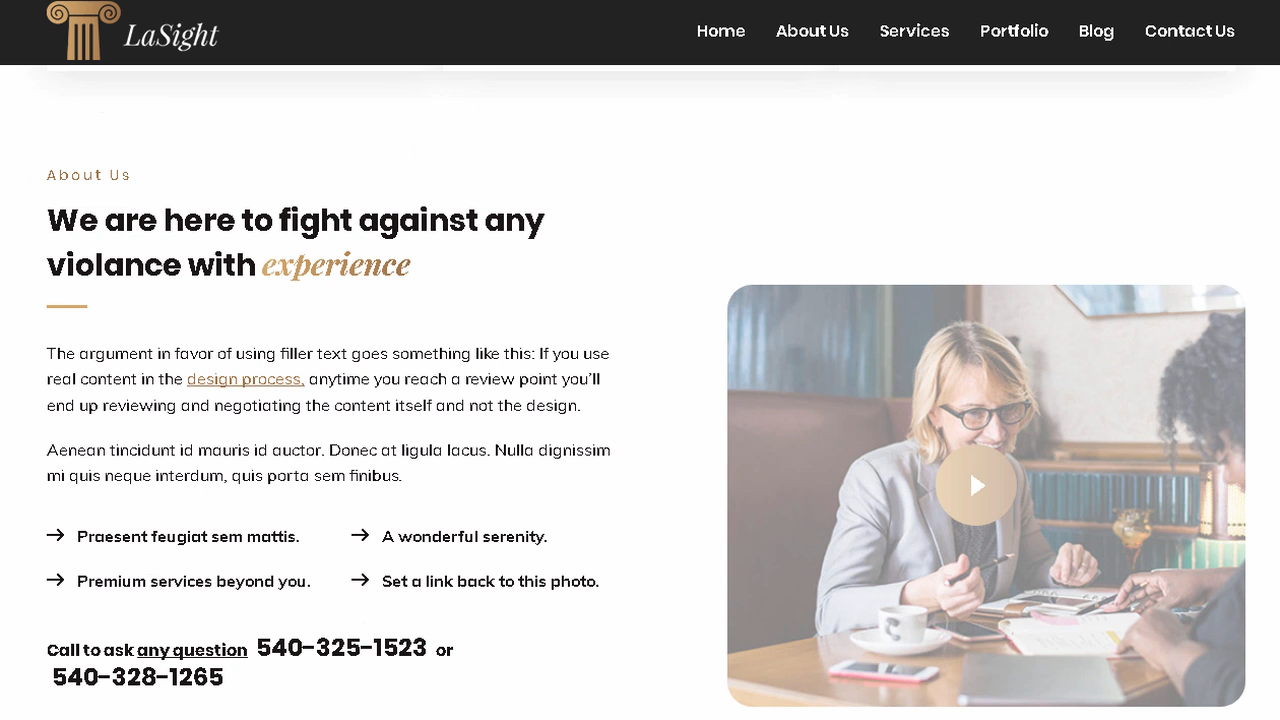 LaSight
Home About Us Services Portfolio Blog Contact Us
About Us
We are here to fight against any
violance with experience
The argument in favor of using filler text goes something like this: If you use
real content in the design process, anytime you reach a review point you'll
end up reviewing and negotiating the content itself and not the design.
Aenean tincidunt id mauris id auctor. Donec at ligula lacus. Nulla dignissim
mi quis neque interdum, quis porta sem finibus.
Praesent feugiat sem mattis.
A wonderful serenity.
Premium services beyond you.
Set a link back to this photo.
Call to ask any question 540-325-1523 or
540-328-1265